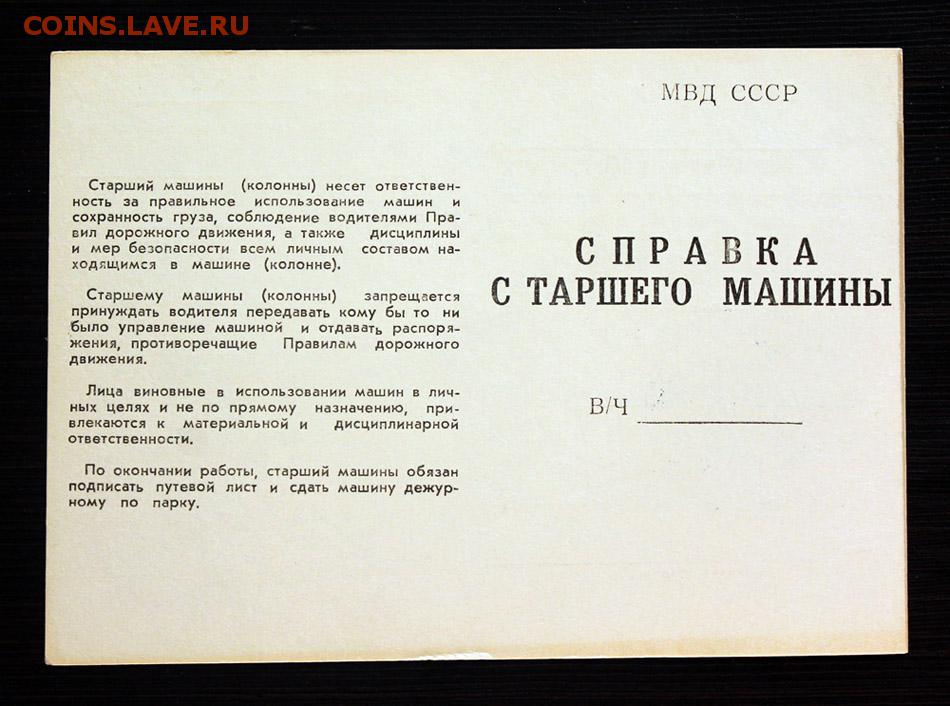 COINS.LAVE.RU
Старший машины (колонны) несет ответствен-
ность за правильное использование машин и
сохранность груза, соблюдение водителями Пра-
вил дорожного движения, а также дисциплины
и мер безопасности всем личным составом на-
ходящимся в машине (колонне).
Старшему машины (колонны) запрещается
принуждать водителя передавать кому бы то ни
было управление машиной и отдавать распоря-
жения, противоречащие Правилам дорожного
движения.
Лица виновные в использовании машин в лич-
ных целях и не по прямому назначению, при-
влекаются к материальной и дисциплинарной
ответственности.
По окончании работы, старший машины обязан
подписать путевой лист и сдать машину дежур-
ному по парку.
МВД СССР
СПРАВКА
С ТАРШЕГО МАШИНЫ
В/Ч